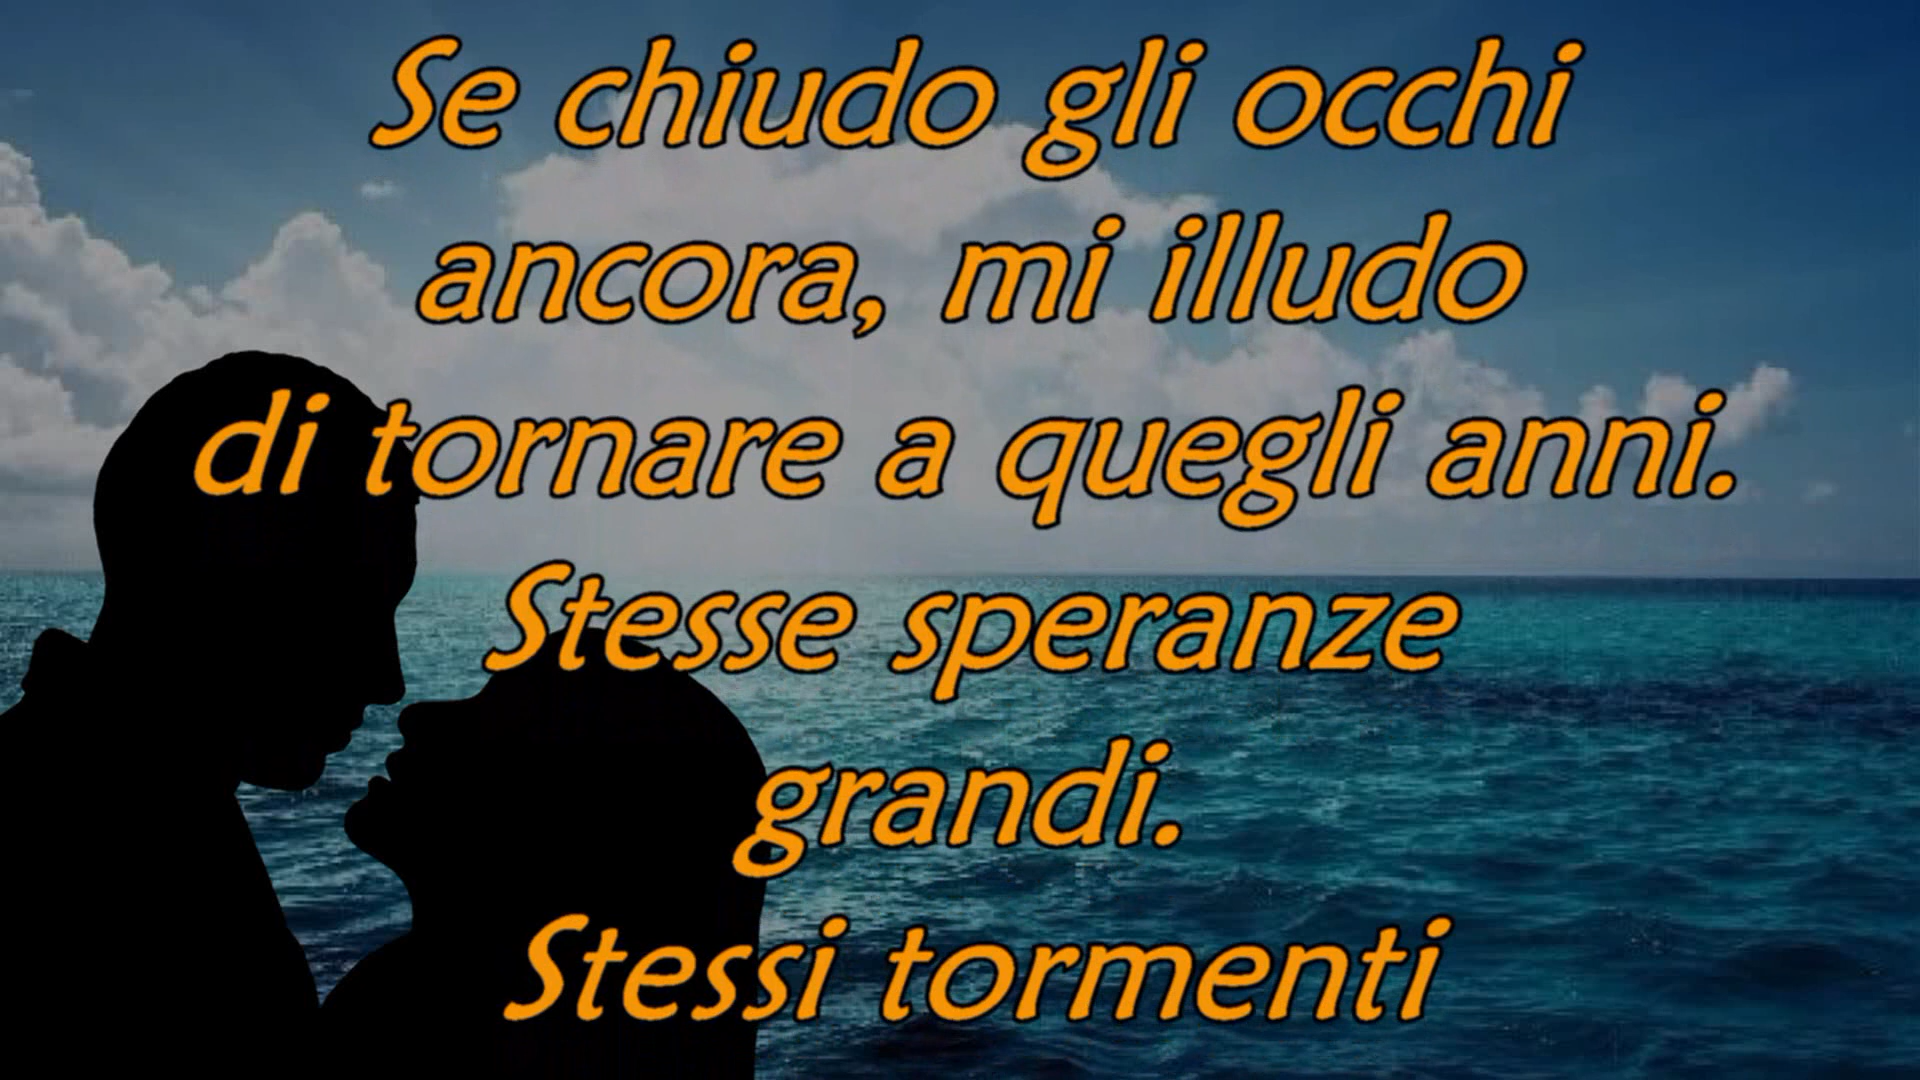 Se chiudo gli occhi
ancora, mi illudo
di tornare a quegli anni.
Stesse speranze
grandi.
Stessi tormenti